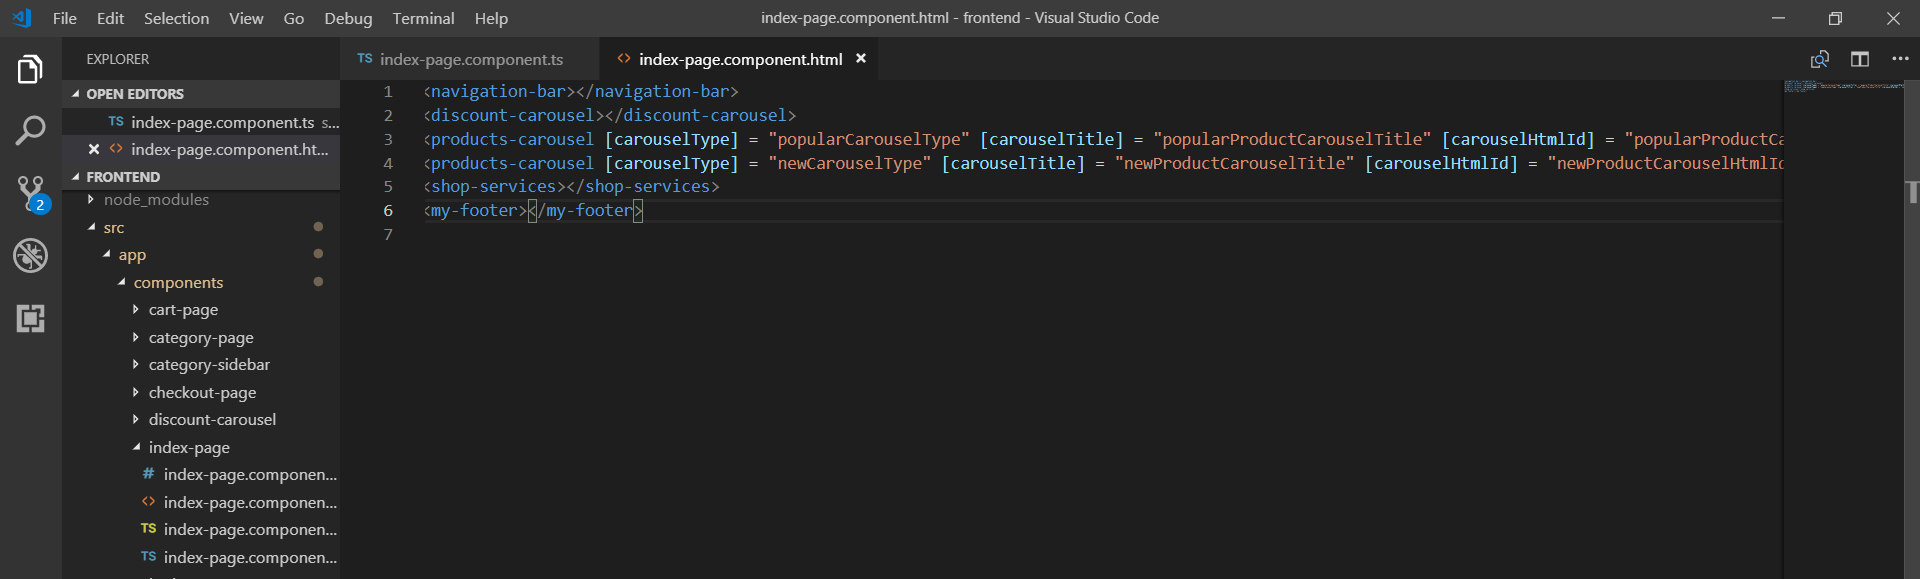 File Edit Selection View Go Debug Terminal Help
index-page.component.html - frontend - Visual Studio Code
EXPLORER
OPEN EDITORS
TS index-page.component.ts s...
<> index-page.component.ht...
FRONTEND
node_modules
src
app
components
cart-page
category-page
category-sidebar
checkout-page
discount-carousel
index-page
# index-page.componen...
<> index-page.componen...
TS index-page.componen...
TS index-page.componen...
2
TS index-page.component.ts
<> index-page.component.html
1 <navigation-bar></navigation-bar>
2 <discount-carousel></discount-carousel>
3 <products-carousel [carouselType] = "popularCarouselType" [carouselTitle] = "popularProductCarouselTitle" [carouselHtmlId] = "popularProductCa
4 <products-carousel [carouselType] = "newCarouselType" [carouselTitle] = "newProductCarouselTitle" [carouselHtmlId] = "newProductCarouselHtmlId
5 <shop-services></shop-services>
6 <my-footer></my-footer>
7